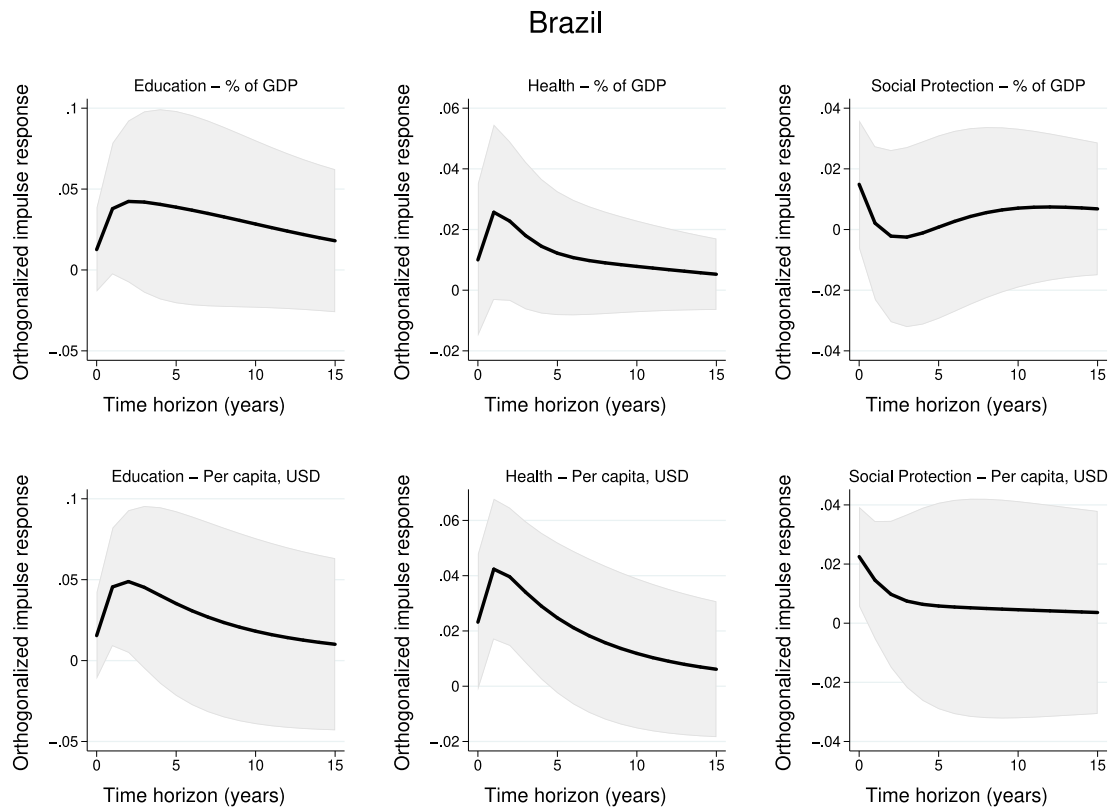 Brazil
Education – % of GDP
Orthogonalized impulse response
.1
.05
0
–.05
0 5 10 15
Time horizon (years)
Health – % of GDP
Orthogonalized impulse response
.06
.04
.02
0
–.02
0 5 10 15
Time horizon (years)
Social Protection – % of GDP
Orthogonalized impulse response
.04
.02
0
–.02
–.04
0 5 10 15
Time horizon (years)
Education – Per capita, USD
Orthogonalized impulse response
.1
.05
0
–.05
0 5 10 15
Time horizon (years)
Health – Per capita, USD
Orthogonalized impulse response
.06
.04
.02
0
–.02
0 5 10 15
Time horizon (years)
Social Protection – Per capita, USD
Orthogonalized impulse response
.04
.02
0
–.02
–.04
0 5 10 15
Time horizon (years)